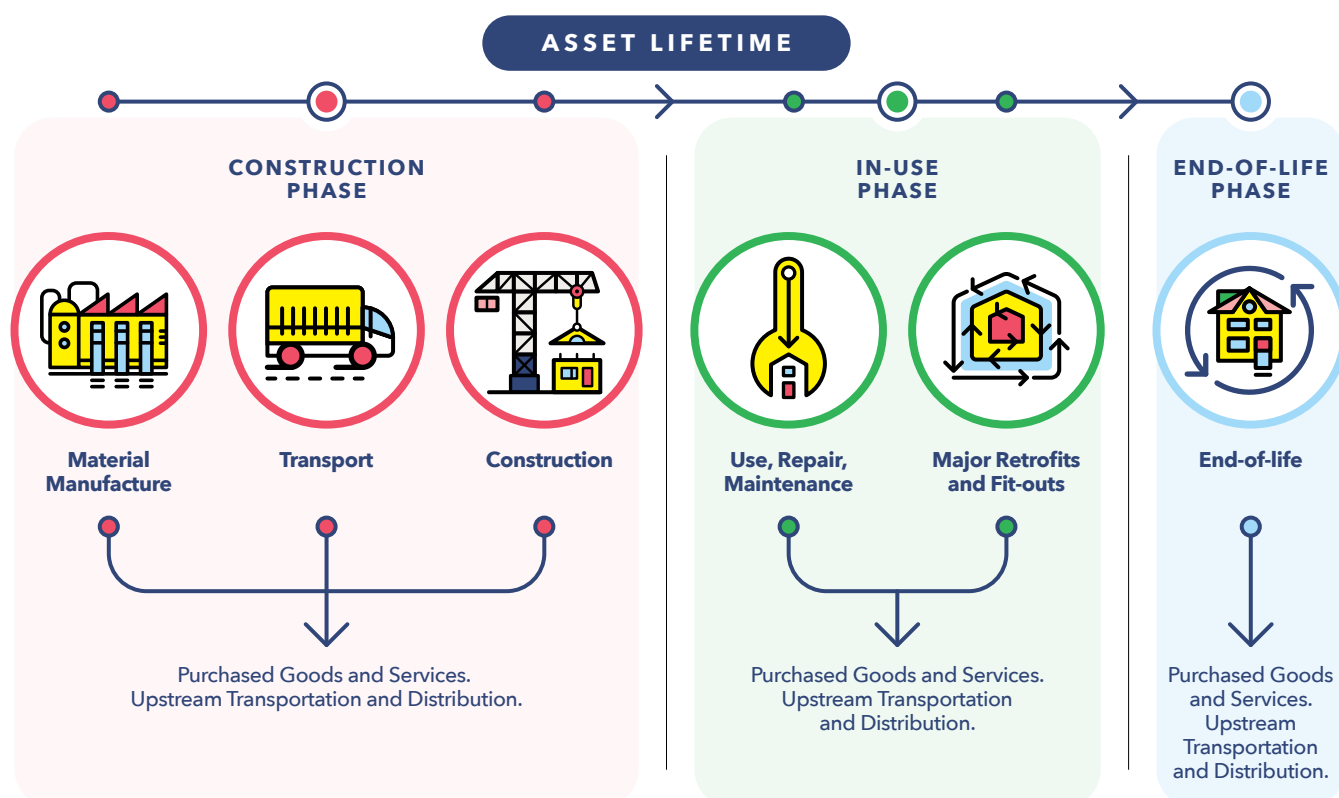 ASSET LIFETIME
CONSTRUCTION
PHASE
Material
Manufacture
Transport
Construction
Purchased Goods and Services.
Upstream Transportation and Distribution.
IN-USE
PHASE
Use, Repair,
Maintenance
Major Retrofits
and Fit-outs
Purchased Goods and Services.
Upstream Transportation
and Distribution.
END-OF-LIFE
PHASE
End-of-life
Purchased Goods
and Services.
Upstream
Transportation
and Distribution.